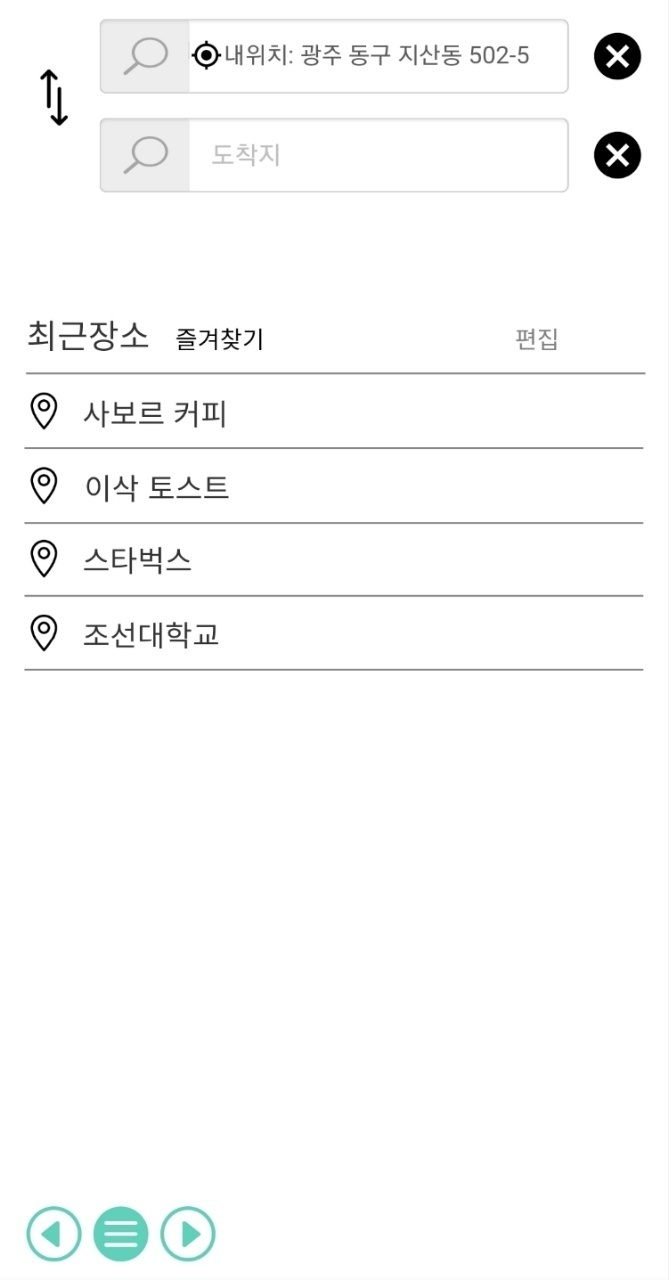 내위치: 광주 동구 지산동 502-5
도착지
최근장소 즐겨찾기 편집
사보르 커피
이삭 토스트
스타벅스
조선대학교